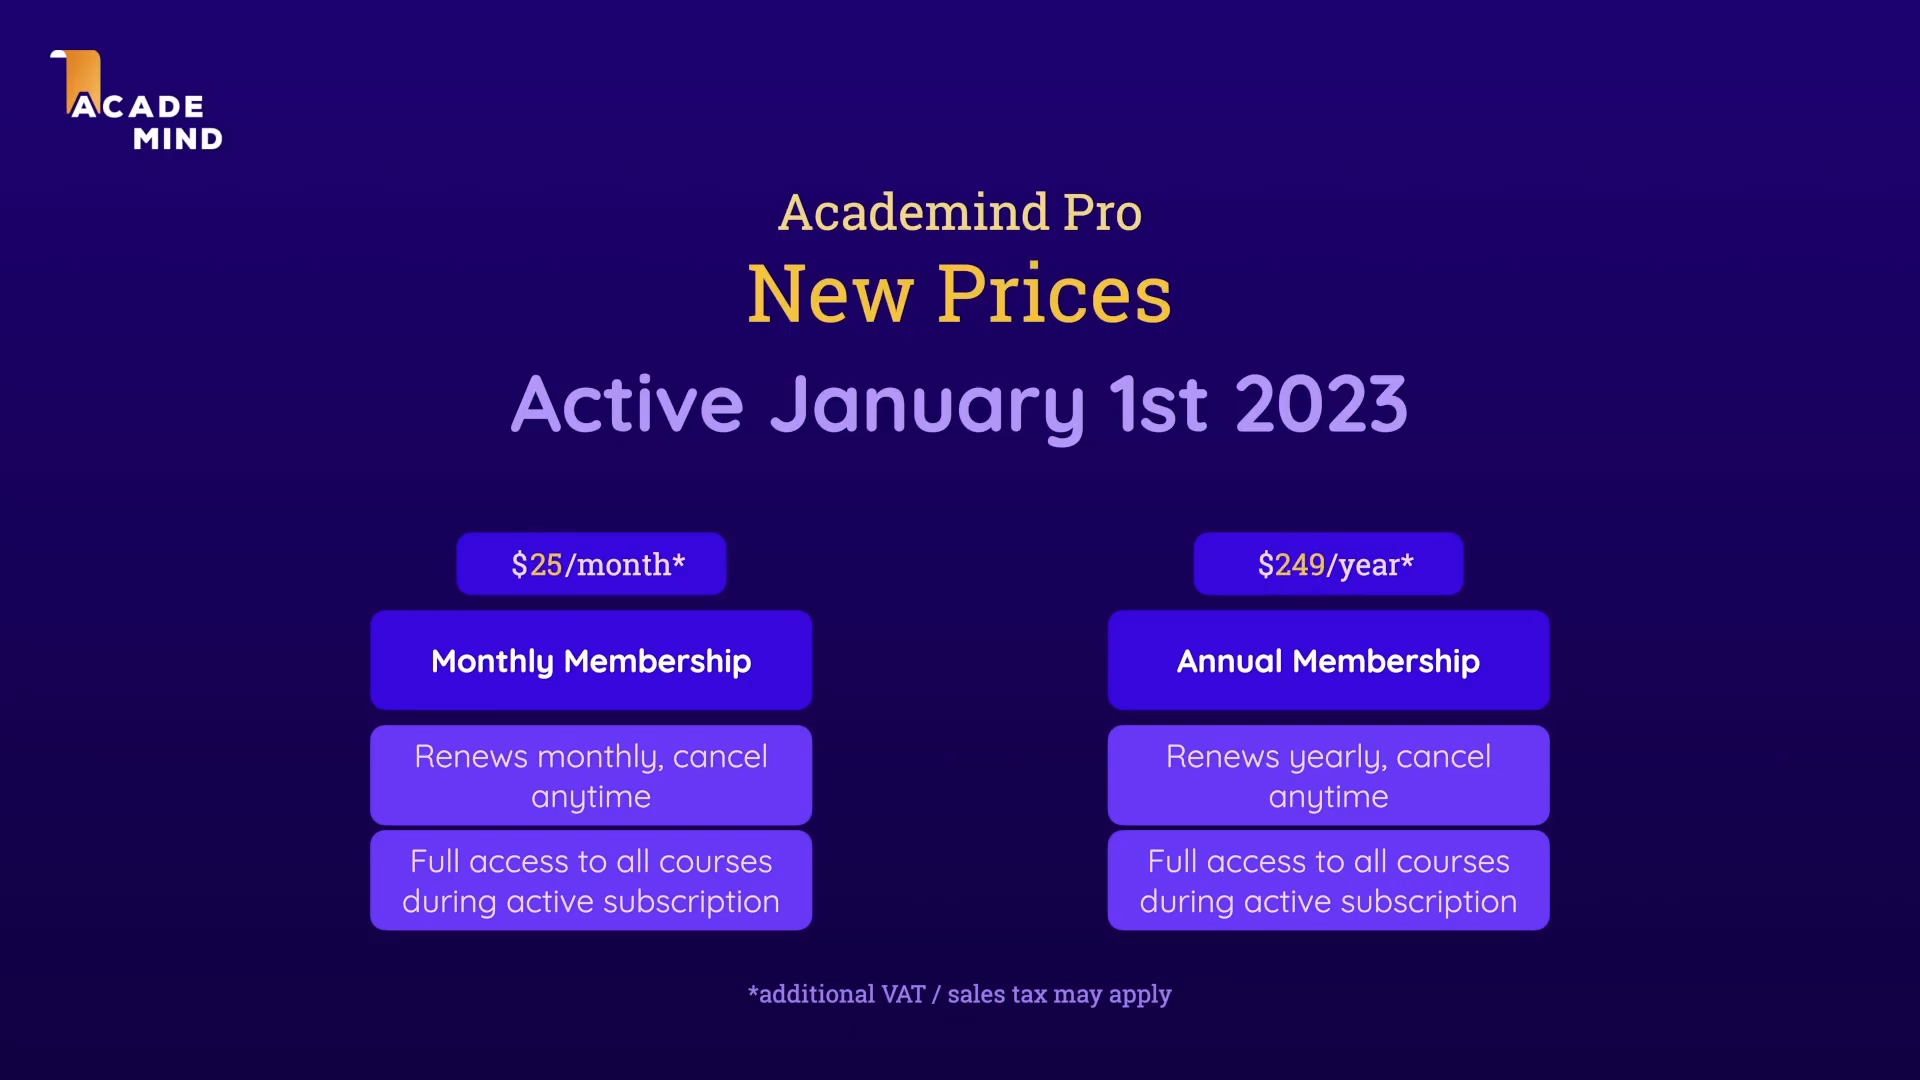 ACADE
MIND
Academind Pro
New Prices
Active January 1st 2023
$25/month*
Monthly Membership
Renews monthly, cancel
anytime
Full access to all courses
during active subscription
$249/year*
Annual Membership
Renews yearly, cancel
anytime
Full access to all courses
during active subscription
*additional VAT / sales tax may apply